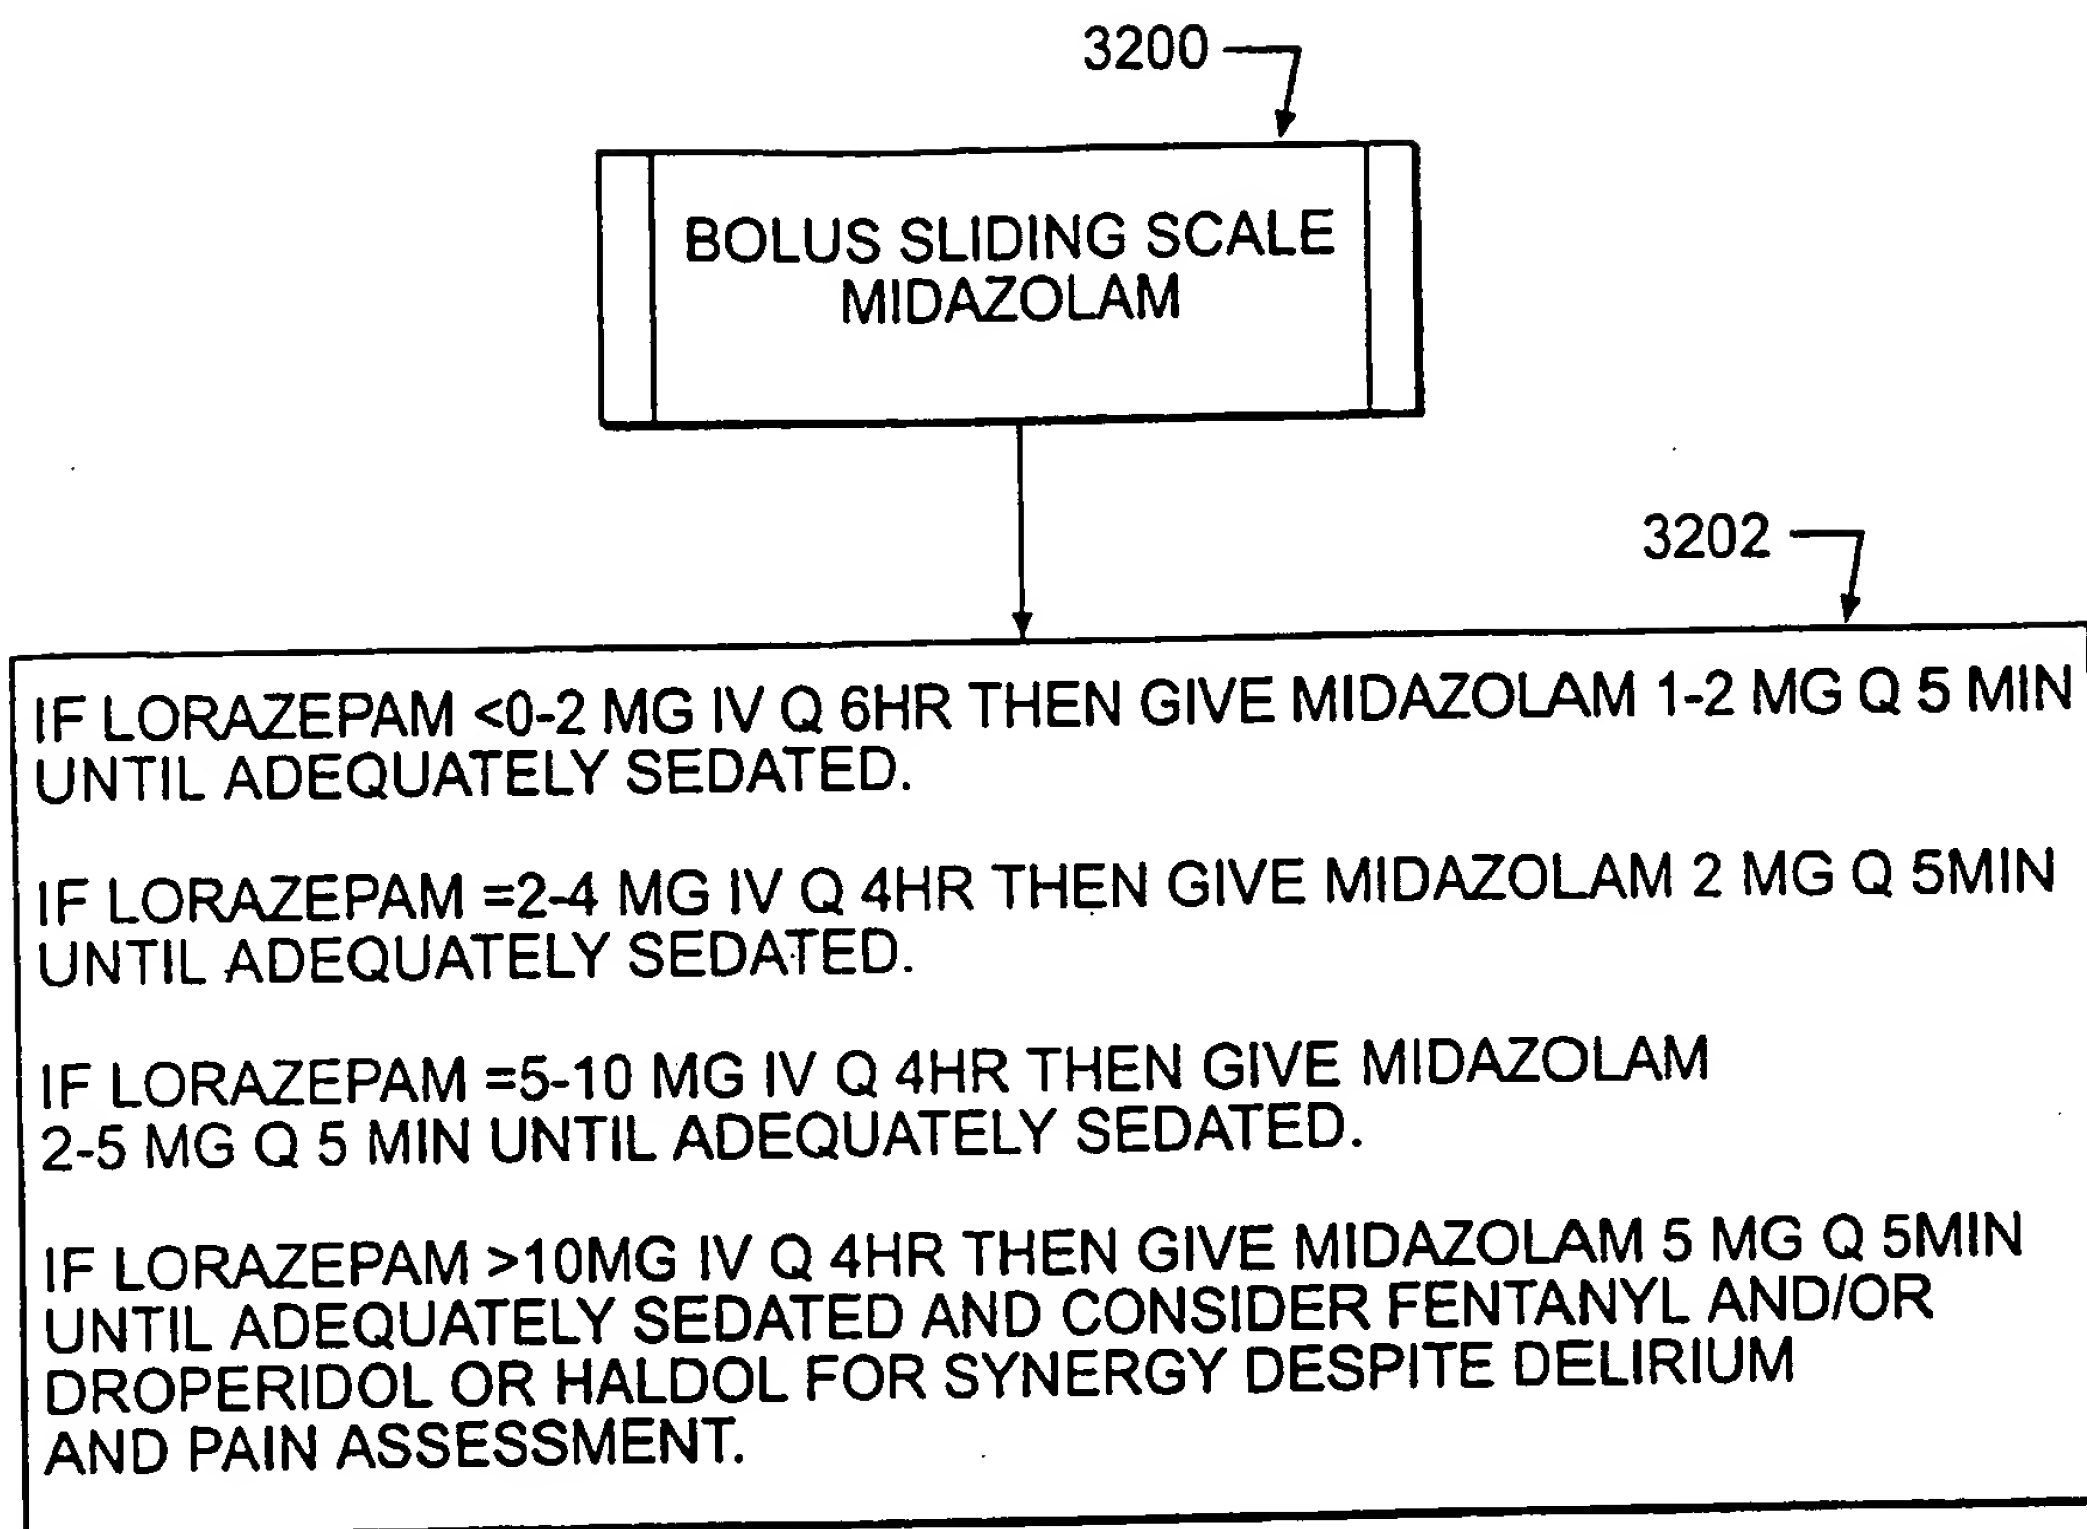 3200
BOLUS SLIDING SCALE
MIDAZOLAM
3202
IF LORAZEPAM <0-2 MG IV Q 6HR THEN GIVE MIDAZOLAM 1-2 MG Q 5 MIN
UNTIL ADEQUATELY SEDATED.
IF LORAZEPAM =2-4 MG IV Q 4HR THEN GIVE MIDAZOLAM 2 MG Q 5MIN
UNTIL ADEQUATELY SEDATED.
IF LORAZEPAM =5-10 MG IV Q 4HR THEN GIVE MIDAZOLAM
2-5 MG Q 5 MIN UNTIL ADEQUATELY SEDATED.
IF LORAZEPAM >10MG IV Q 4HR THEN GIVE MIDAZOLAM 5 MG Q 5MIN
UNTIL ADEQUATELY SEDATED AND CONSIDER FENTANYL AND/OR
DROPERIDOL OR HALDOL FOR SYNERGY DESPITE DELIRIUM
AND PAIN ASSESSMENT.